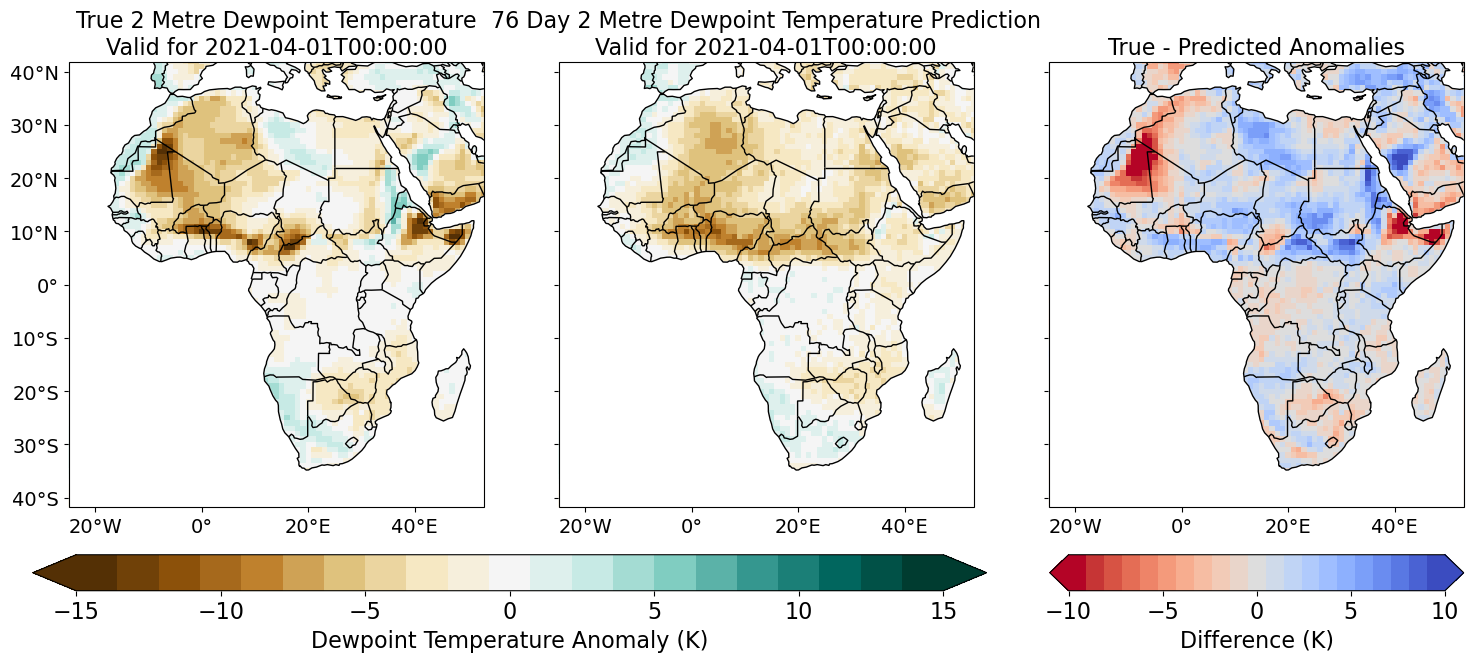 True 2 Metre Dewpoint Temperature
Valid for 2021-04-01T00:00:00
76 Day 2 Metre Dewpoint Temperature Prediction
Valid for 2021-04-01T00:00:00
True - Predicted Anomalies
40°N
30°N
20°N
10°N
0°
10°S
20°S
30°S
40°S
20°W 0° 20°E 40°E
20°W 0° 20°E 40°E
20°W 0° 20°E 40°E
−15 −10 −5 0 5 10 15
Dewpoint Temperature Anomaly (K)
−10 −5 0 5 10
Difference (K)